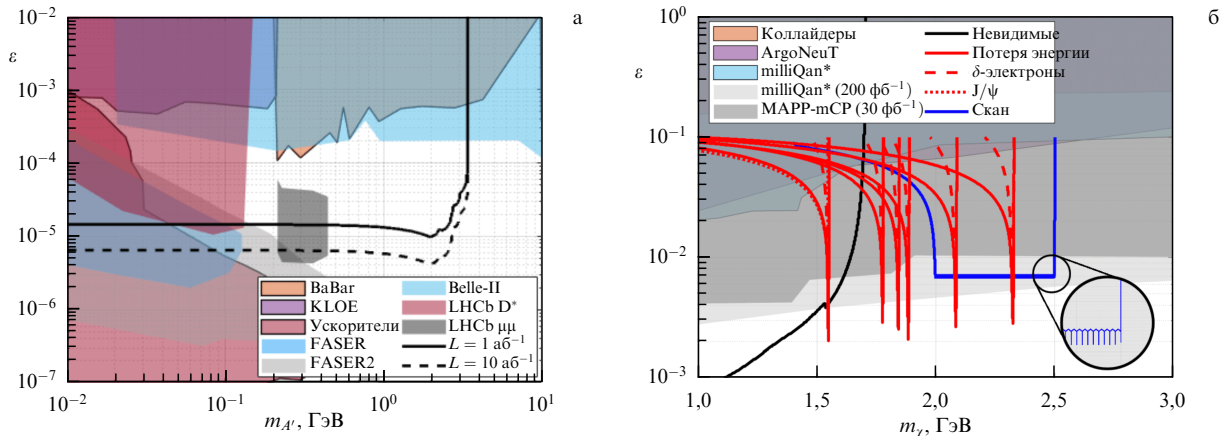 а
10⁻²
ε
10⁻³
10⁻⁴
10⁻⁵
10⁻⁶
10⁻⁷
BaBar
KLOE
Ускорители
FASER
FASER2
Belle-II
LHCb D*
LHCb μμ
L = 1 аб⁻¹
L = 10 аб⁻¹
10⁻² 10⁻¹ 10⁰ 10¹
m_A′, ГэВ
б
10⁰
ε
10⁻¹
10⁻²
10⁻³
Коллайдеры
ArgoNeuT
milliQan*
milliQan* (200 фб⁻¹)
MAPP-mCP (30 фб⁻¹)
Невидимые
Потеря энергии
δ-электроны
J/ψ
Скан
1,0 1,5 2,0 2,5 3,0
m_χ, ГэВ